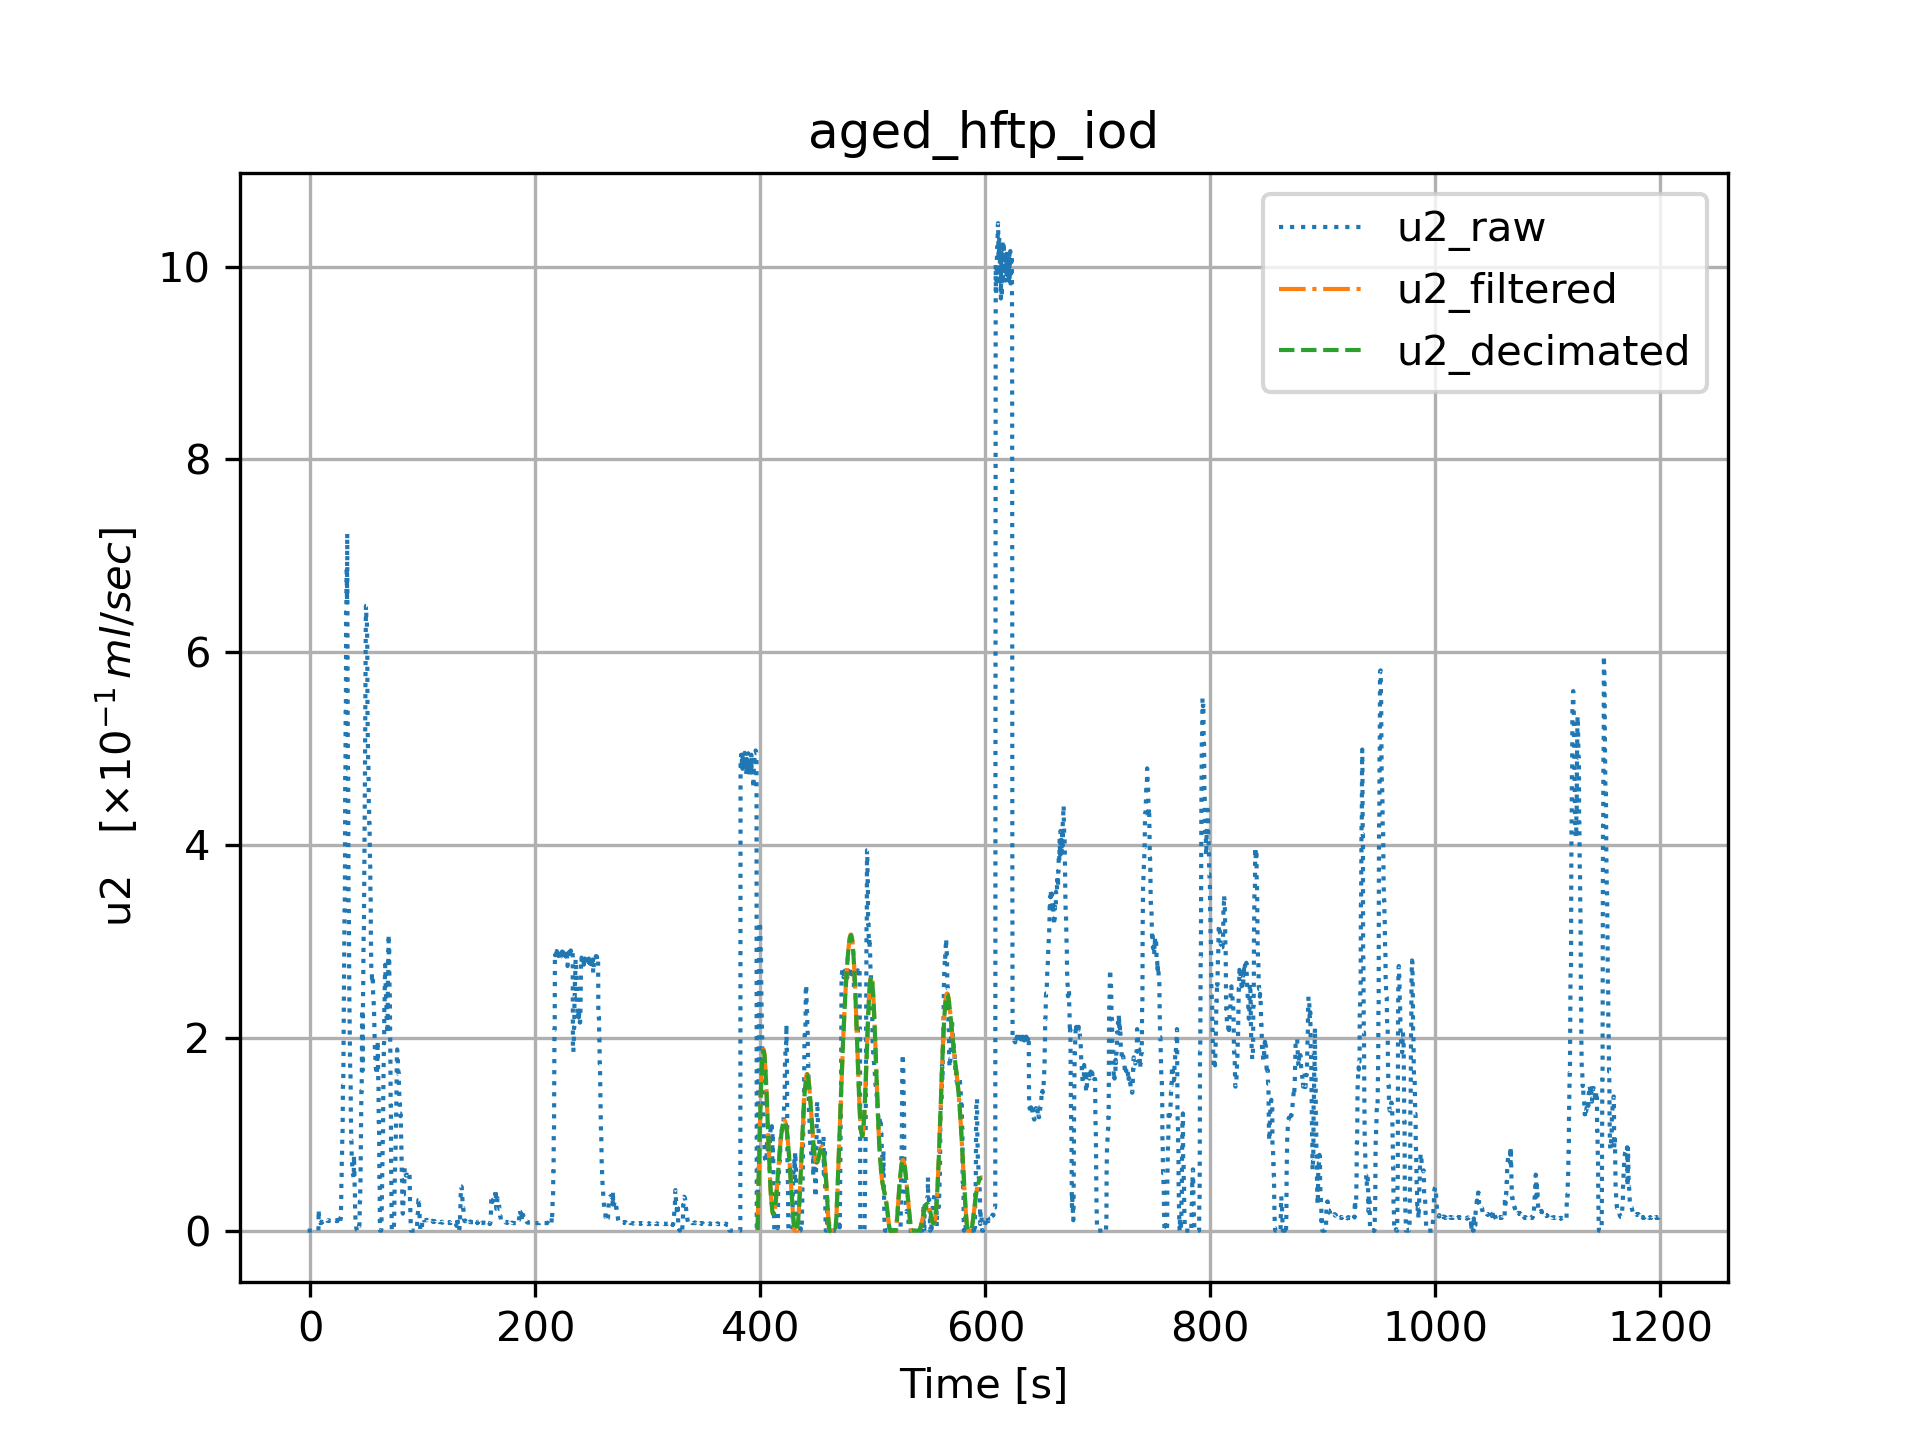 aged_hftp_iod
u2_raw
u2_filtered
u2_decimated
u2 [×10⁻¹ ml/sec]
10
8
6
4
2
0
0 200 400 600 800 1000 1200
Time [s]